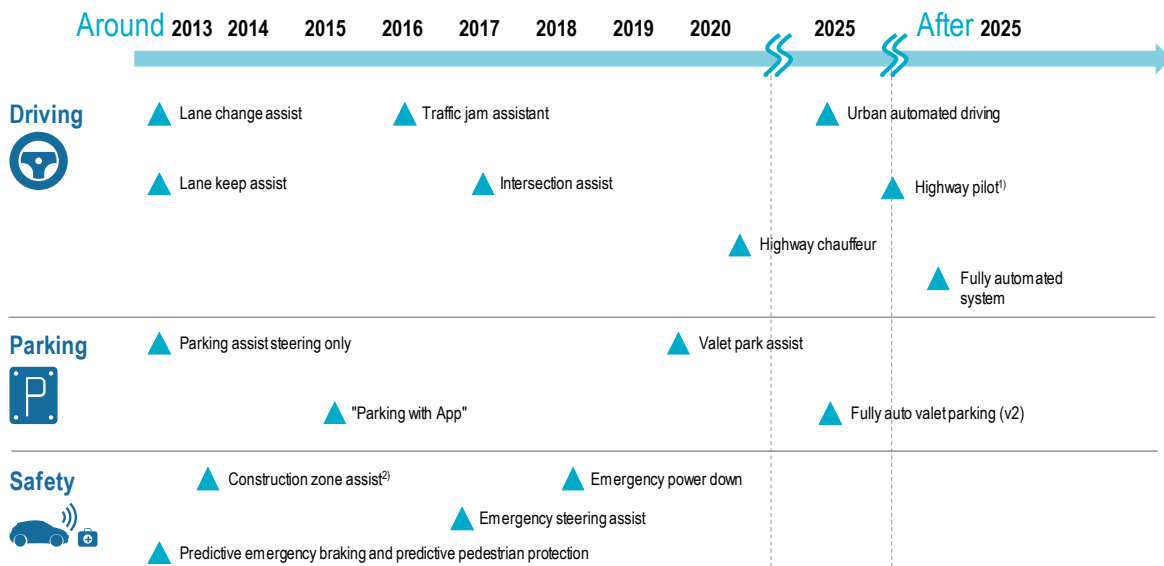 Around 2013 2014 2015 2016 2017 2018 2019 2020 2025 After 2025
Driving
Lane change assist
Traffic jam assistant
Urban automated driving
Lane keep assist
Intersection assist
Highway pilot1)
Highway chauffeur
Fully automated
system
Parking
Parking assist steering only
Valet park assist
P
"Parking with App"
Fully auto valet parking (v2)
Safety
Construction zone assist2)
Emergency power down
Emergency steering assist
Predictive emergency braking and predictive pedestrian protection